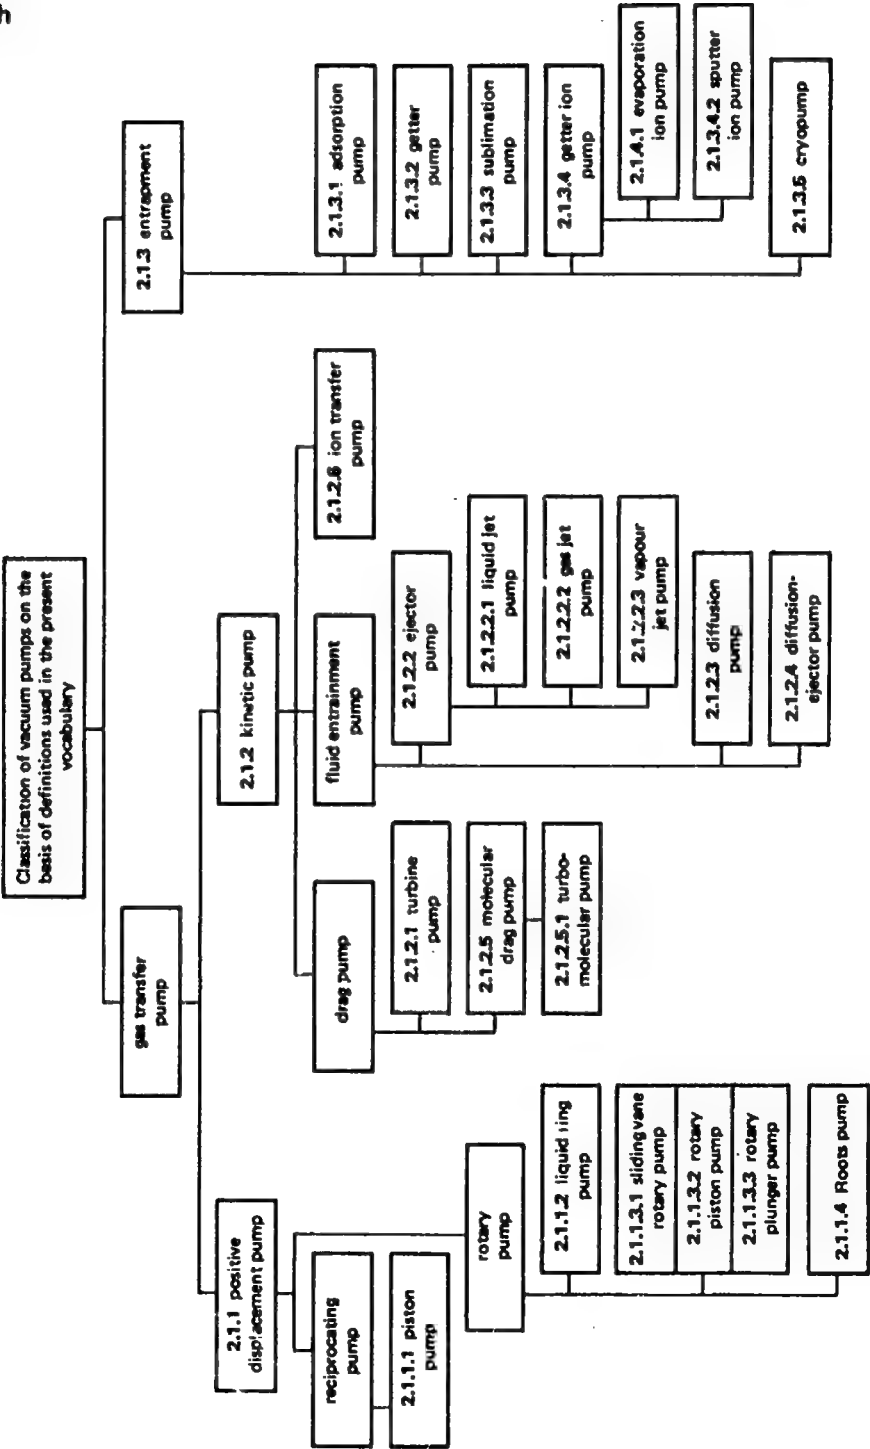 h
Classification of vacuum pumps on the
basis of definitions used in the present
vocabulary
gas transfer
pump
2.1.3 entrapment
pump
2.1.1 positive
displacement pump
2.1.2 kinetic pump
reciprocating
pump
2.1.1.1 piston
pump
rotary
pump
2.1.1.2 liquid ring
pump
2.1.1.3.1 sliding vane
rotary pump
2.1.1.3.2 rotary
piston pump
2.1.1.3.3 rotary
plunger pump
2.1.1.4 Roots pump
drag pump
2.1.2.1 turbine
pump
2.1.2.5 molecular
drag pump
2.1.2.5.1 turbo-
molecular pump
fluid entrainment
pump
2.1.2.2 ejector
pump
2.1.2.2.1 liquid jet
pump
2.1.2.2.2 gas jet
pump
2.1.2.2.3 vapour
jet pump
2.1.2.3 diffusion
pump
2.1.2.4 diffusion-
ejector pump
2.1.2.6 ion transfer
pump
2.1.3.1 adsorption
pump
2.1.3.2 getter
pump
2.1.3.3 sublimation
pump
2.1.3.4 getter ion
pump
2.1.4.1 evaporation
ion pump
2.1.3.4.2 sputter
ion pump
2.1.3.5 cryopump